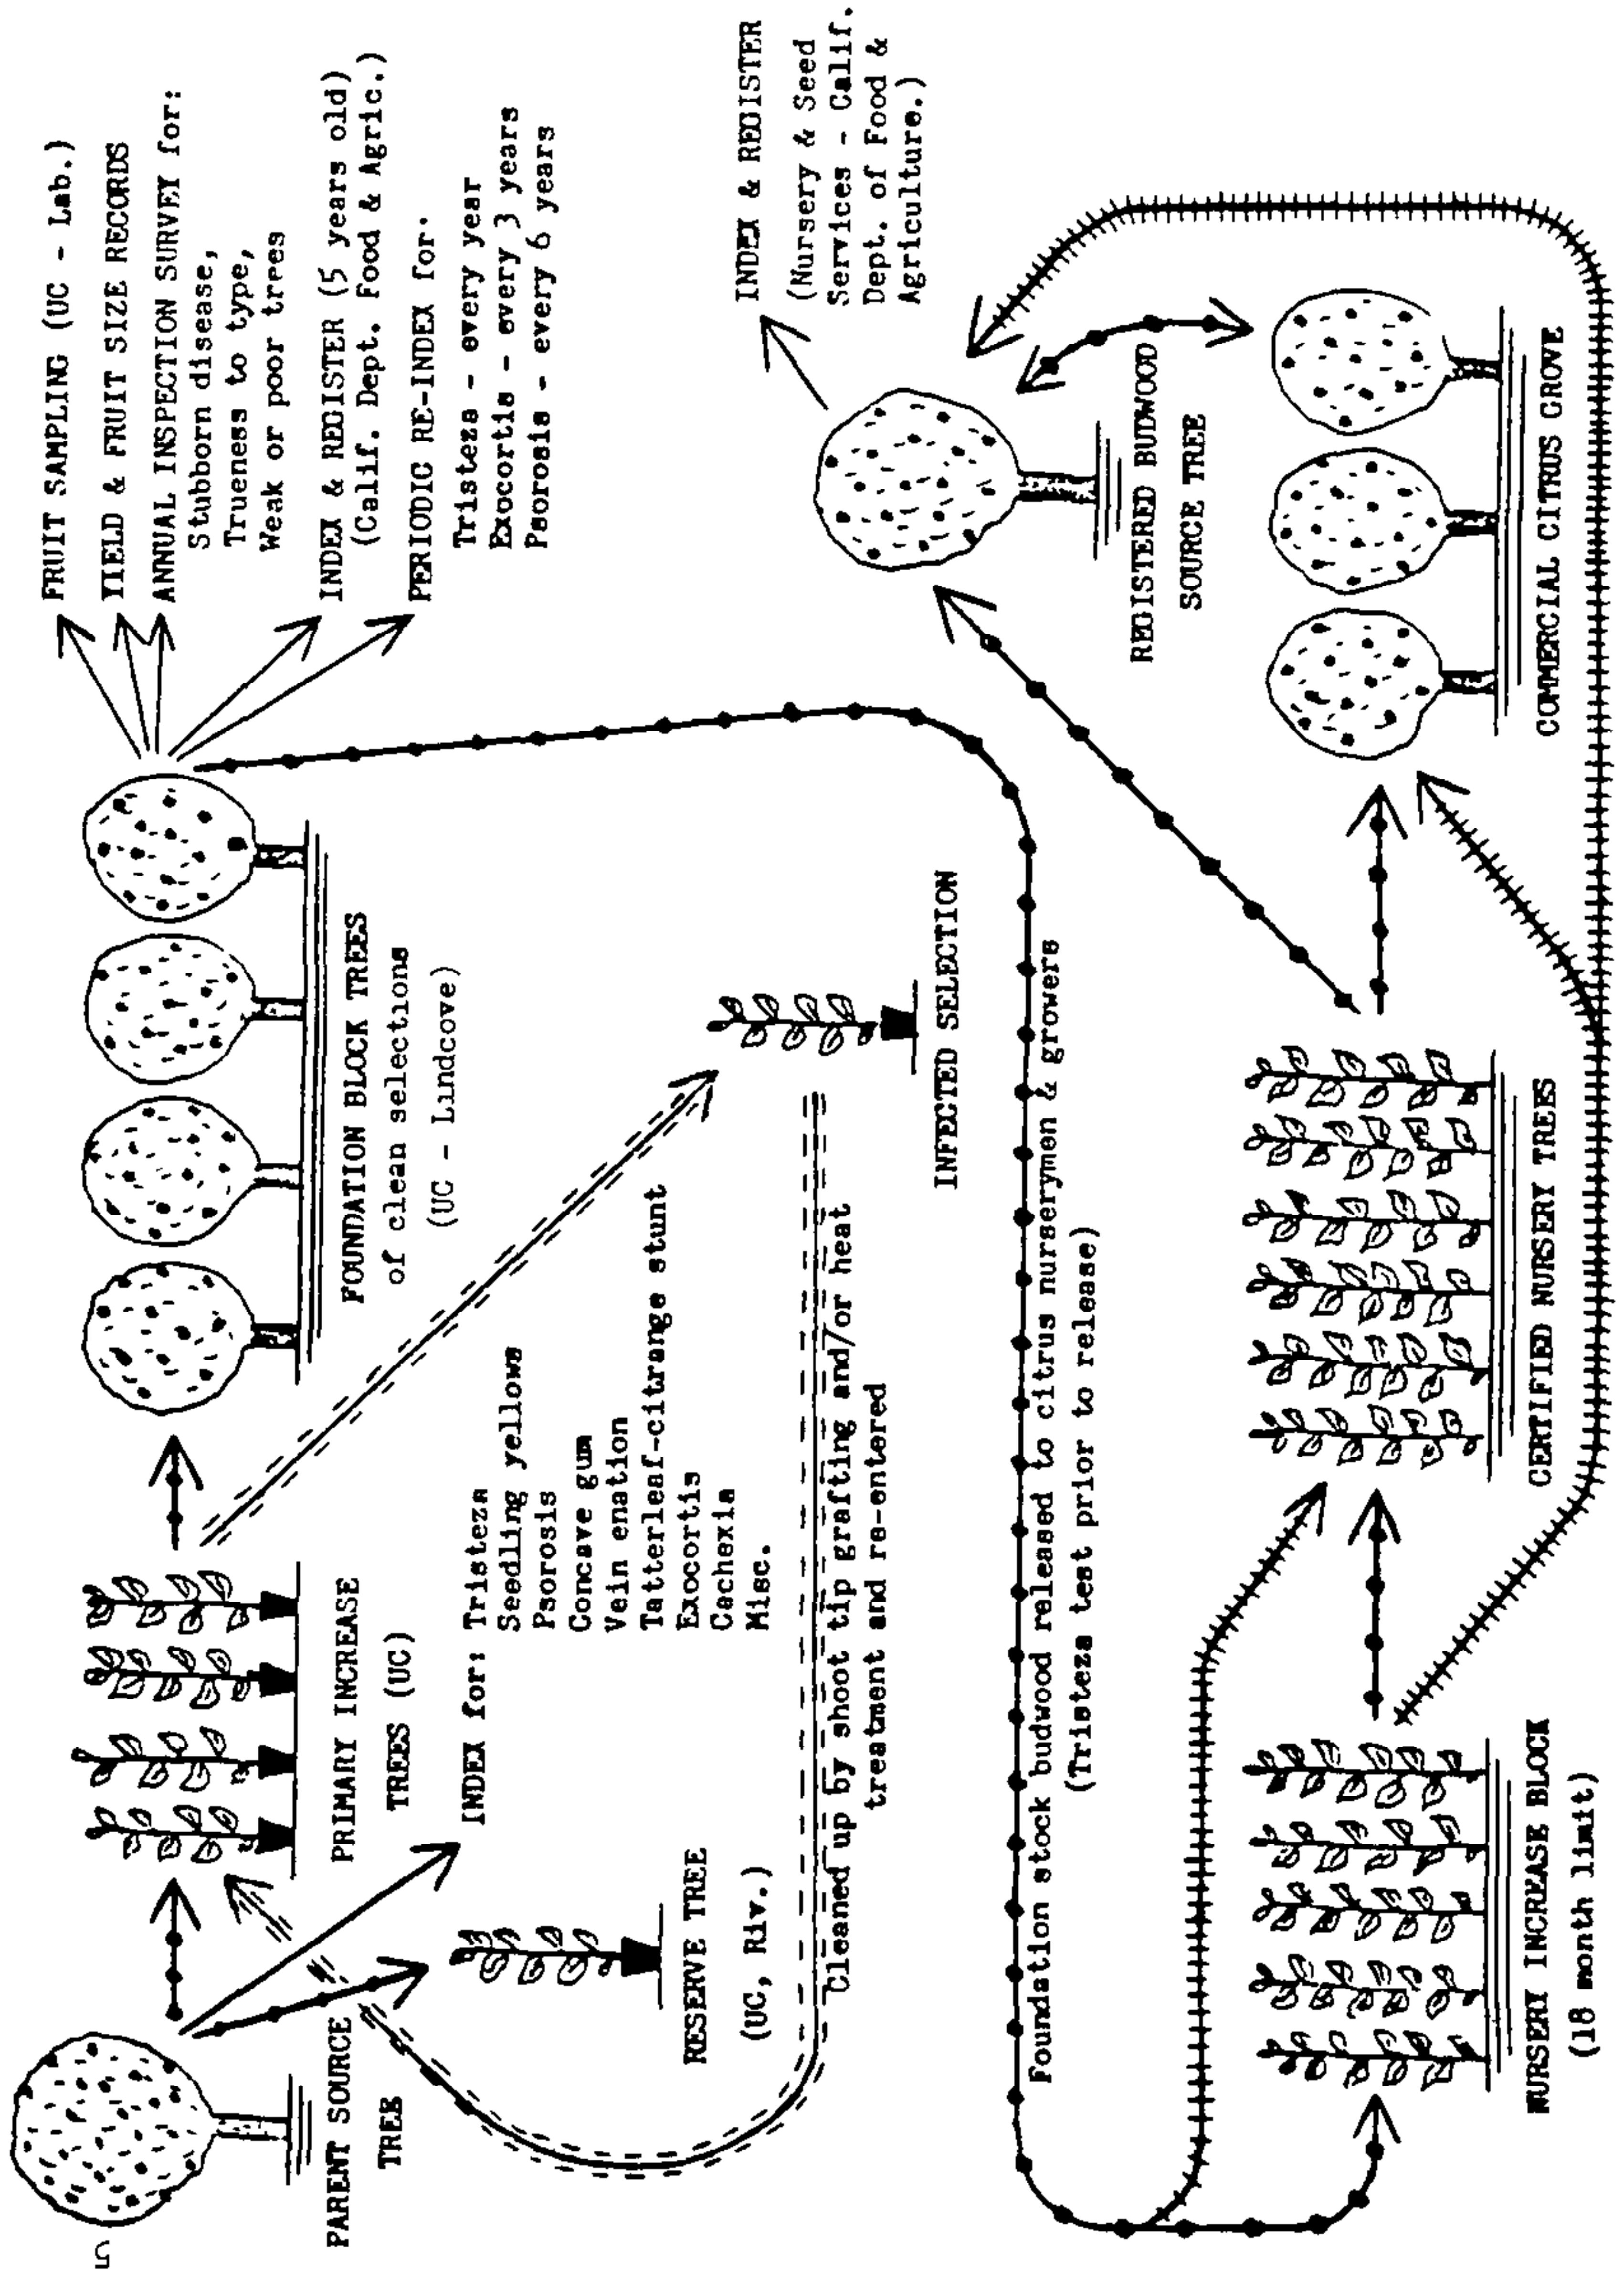 5
PARENT SOURCE
TREE
PRIMARY INCREASE
TREES (UC)
FOUNDATION BLOCK TREES
of clean selections
(UC - Lindcove)
FRUIT SAMPLING (UC - Lab.)
YIELD & FRUIT SIZE RECORDS
ANNUAL INSPECTION SURVEY for:
Stubborn disease,
Trueness to type,
Weak or poor trees
INDEX & REGISTER (5 years old)
(Calif. Dept. Food & Agric.)
PERIODIC RE-INDEX for.
Tristeza - every year
Exocortis - every 3 years
Psorosis - every 6 years
INDEX for: Tristeza
Seedling yellows
Psorosis
Concave gum
Vein enation
Tatterleaf-citrange stunt
Exocortis
Cachexia
Misc.
RESERVE TREE
(UC, Riv.)
INFECTED SELECTION
Cleaned up by shoot tip grafting and/or heat
treatment and re-entered
Foundation stock budwood released to citrus nurserymen & growers
(Tristeza test prior to release)
INDEX & REGISTER
(Nursery & Seed
Services - Calif.
Dept. of Food &
Agriculture.)
REGISTERED BUDWOOD
SOURCE TREE
NURSERY INCREASE BLOCK
(18 month limit)
CERTIFIED NURSERY TREES
COMMERCIAL CITRUS GROVE